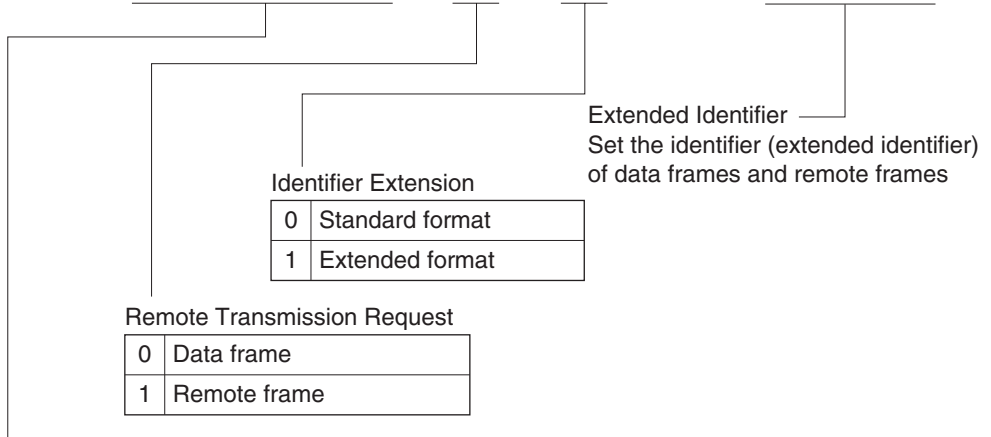 Extended Identifier
Set the identifier (extended identifier)
of data frames and remote frames
Identifier Extension
0 Standard format
1 Extended format
Remote Transmission Request
0 Data frame
1 Remote frame